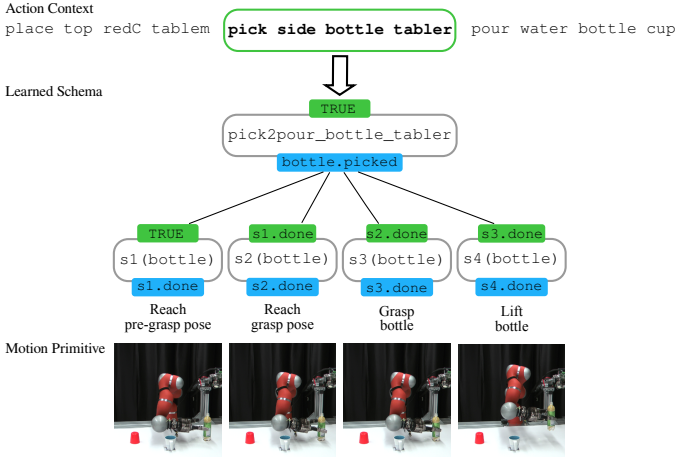 Action Context
place top redC tablem pick side bottle tabler pour water bottle cup
Learned Schema
TRUE
pick2pour_bottle_tabler
bottle.picked
TRUE s1.done s2.done s3.done
s1(bottle) s2(bottle) s3(bottle) s4(bottle)
s1.done s2.done s3.done s4.done
Reach Reach Grasp Lift
pre-grasp pose grasp pose bottle bottle
Motion Primitive